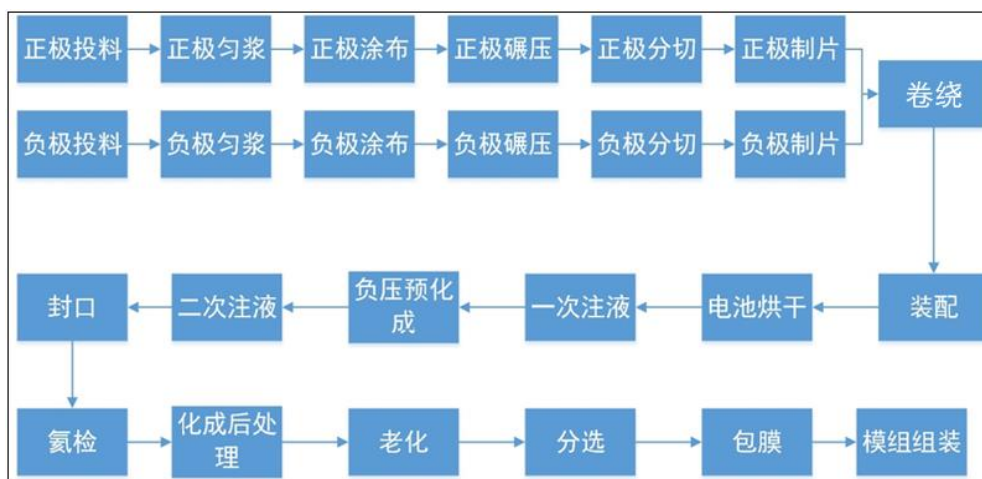 正极投料
正极匀浆
正极涂布
正极碾压
正极分切
正极制片
卷绕
负极投料
负极匀浆
负极涂布
负极碾压
负极分切
负极制片
装配
电池烘干
一次注液
负压预化
成
二次注液
封口
氦检
化成后处
理
老化
分选
包膜
模组组装